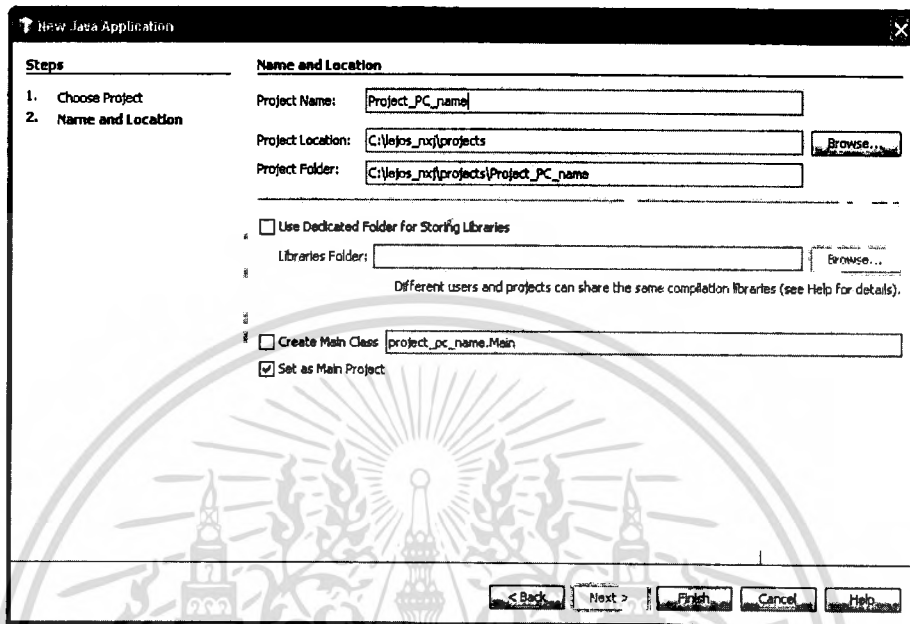 New Java Application
Steps
1. Choose Project
2. Name and Location
Name and Location
Project Name: Project_PC_name
Project Location: C:\lejos_nxj\projects Browse...
Project Folder: C:\lejos_nxj\projects\Project_PC_name
Use Dedicated Folder for Storing Libraries
Libraries Folder: Browse...
Different users and projects can share the same compilation libraries (see Help for details).
Create Main Class project_pc_name.Main
Set as Main Project
< Back Next > Finish Cancel Help